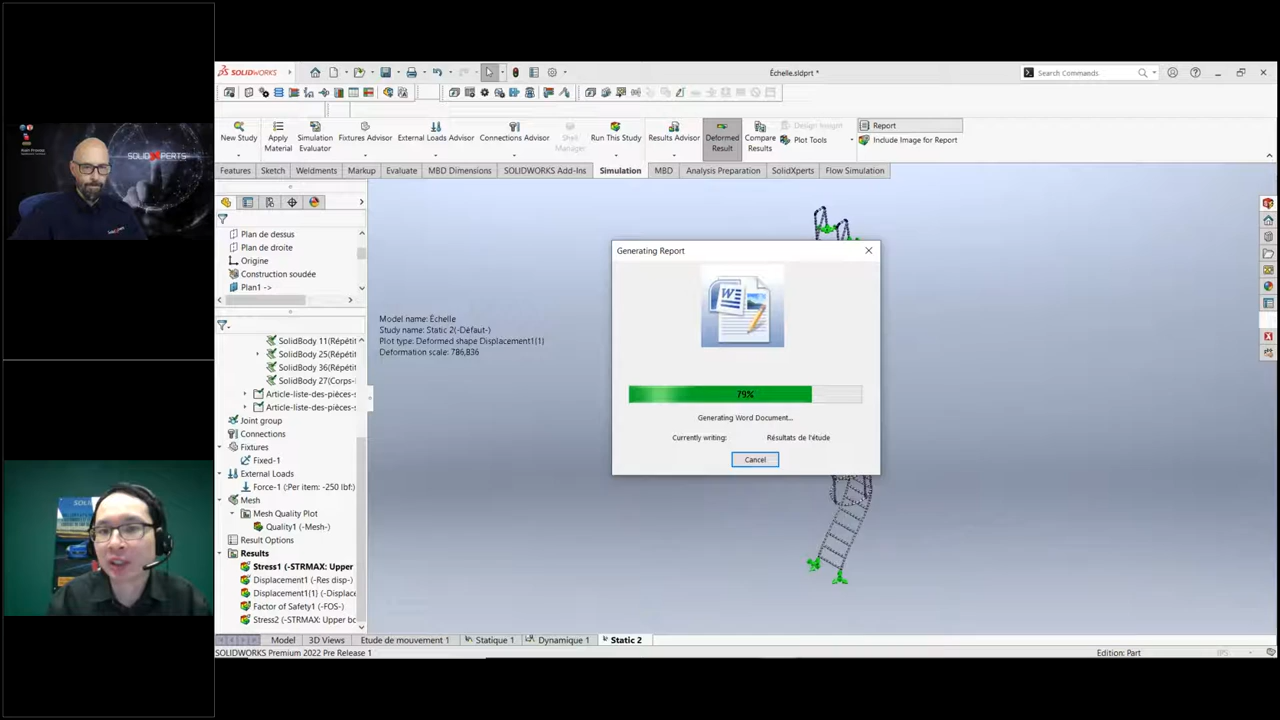 SOLIDXPERTS
SOLID
SOLIDWORKS
Échelle.sldprt *
Search Commands
New Study
Apply Material
Simulation Evaluator
Fixtures Advisor
External Loads Advisor
Connections Advisor
Shell Manager
Run This Study
Results Advisor
Deformed Result
Compare Results
Design Insight
Plot Tools
Report
Include Image for Report
Features
Sketch
Weldments
Markup
Evaluate
MBD Dimensions
SOLIDWORKS Add-Ins
Simulation
MBD
Analysis Preparation
SolidXperts
Flow Simulation
Plan de dessus
Plan de droite
Origine
Construction soudée
Plan1 ->
SolidBody 11(Répétit
SolidBody 25(Répétit
SolidBody 36(Répétit
SolidBody 27(Corps-
Article-liste-des-pièces-s
Article-liste-des-pièces-s
Joint group
Connections
Fixtures
Fixed-1
External Loads
Force-1 (:Per item: -250 lbf:)
Mesh
Mesh Quality Plot
Quality1 (-Mesh-)
Result Options
Results
Stress1 (-STRMAX: Upper
Displacement1 (-Res disp-)
Displacement1{1} (-Displace
Factor of Safety1 (-FOS-)
Stress2 (-STRMAX: Upper bo
Model name: Échelle
Study name: Static 2(-Défaut-)
Plot type: Deformed shape Displacement1{1}
Deformation scale: 786,836
Generating Report
79%
Generating Word Document...
Currently writing: Résultats de l'étude
Cancel
Model
3D Views
Etude de mouvement 1
Statique 1
Dynamique 1
Static 2
SOLIDWORKS Premium 2022 Pre Release 1
Edition: Part
IPS